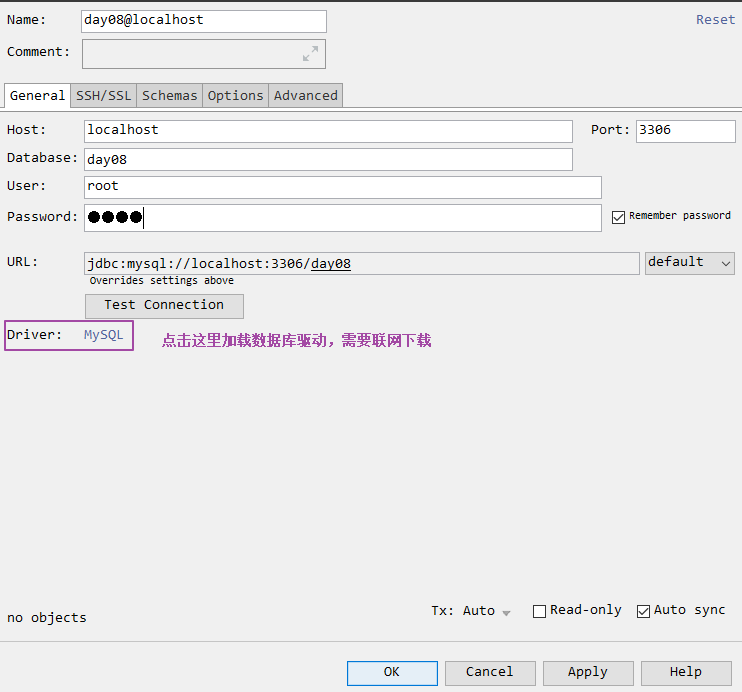 Name: day08@localhost Reset
Comment:
General SSH/SSL Schemas Options Advanced
Host: localhost Port: 3306
Database: day08
User: root
Password: ●●●● Remember password
URL: jdbc:mysql://localhost:3306/day08 default
Overrides settings above
Test Connection
Driver: MySQL 点击这里加载数据库驱动，需要联网下载
Tx: Auto Read-only Auto sync
no objects
OK Cancel Apply Help